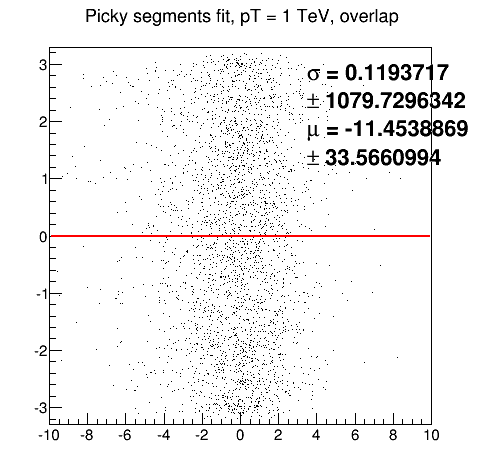 Picky segments fit, pT = 1 TeV, overlap
σ = 0.1193717
± 1079.7296342
μ = -11.4538869
± 33.5660994
3
2
1
0
-1
-2
-3
-10 -8 -6 -4 -2 0 2 4 6 8 10